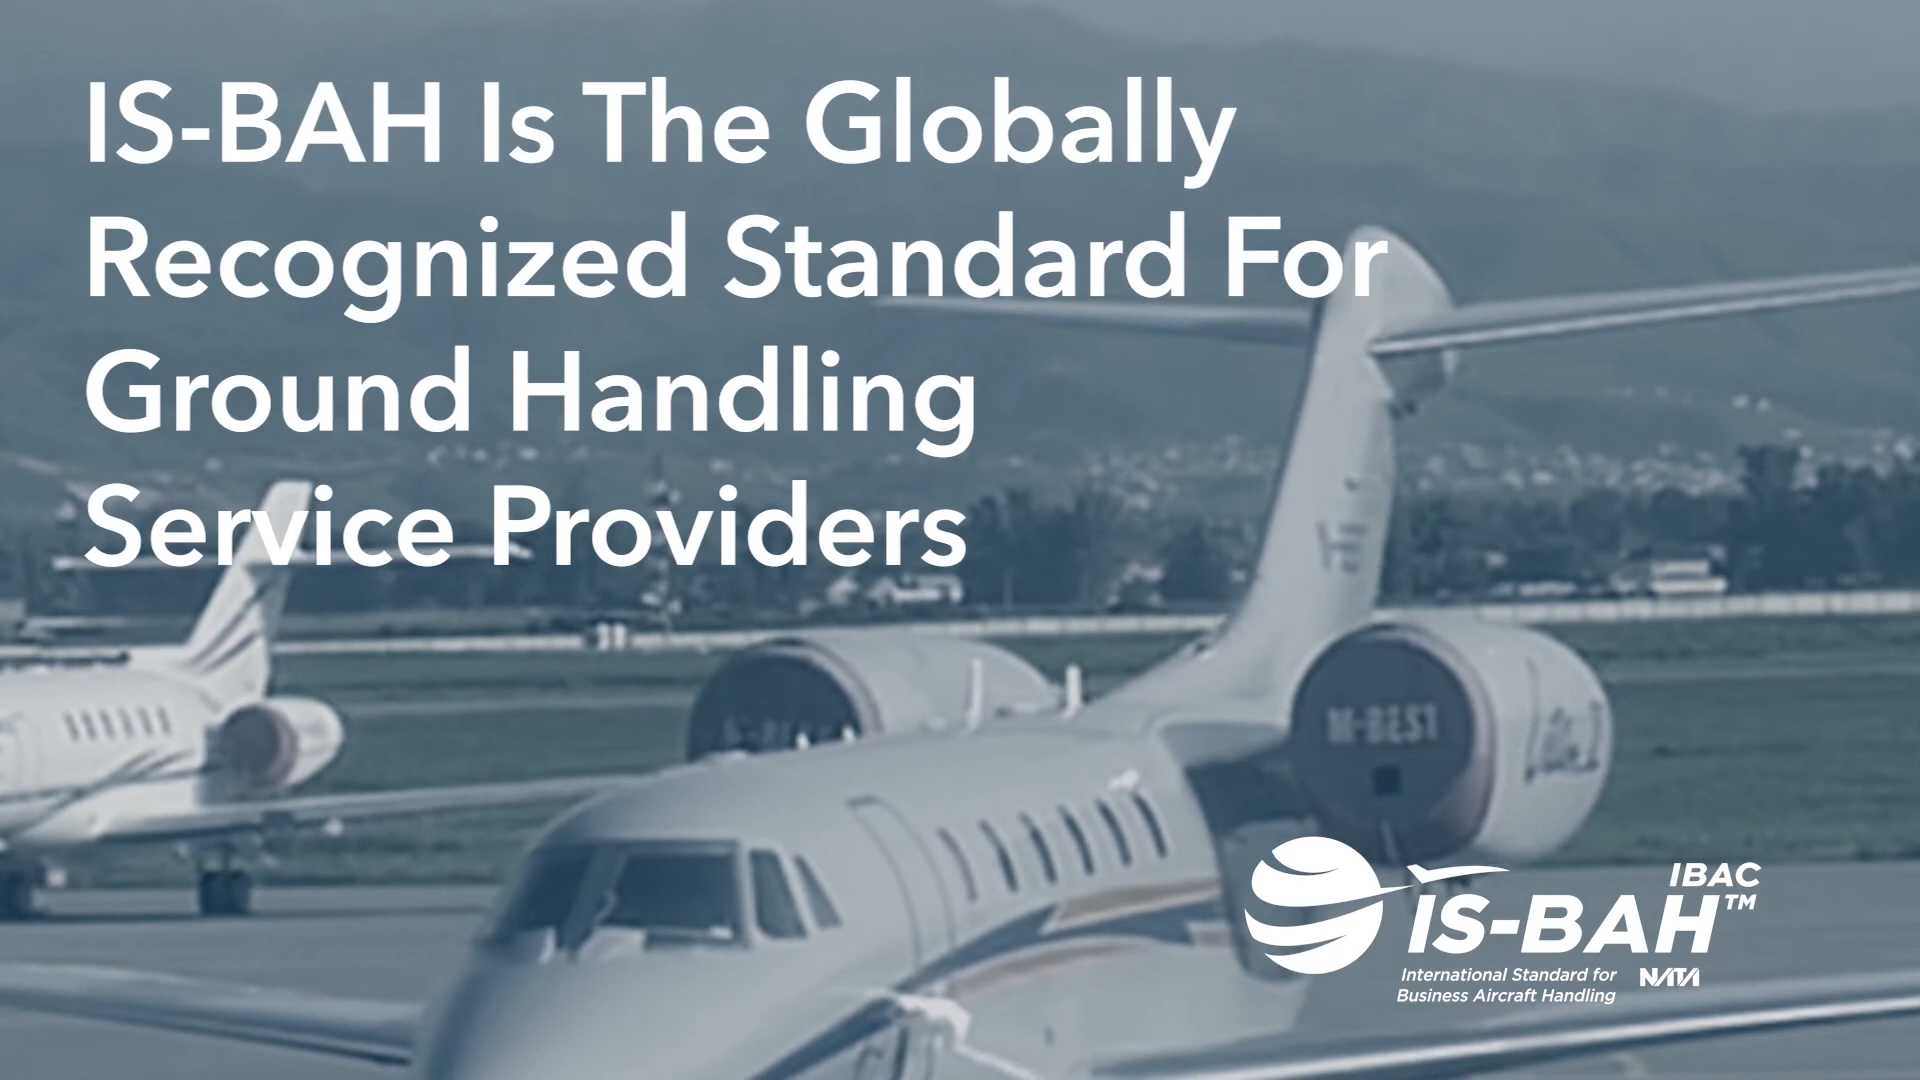 IS-BAH Is The Globally
Recognized Standard For
Ground Handling
Service Providers
M-BEST
IBAC
IS-BAH™
International Standard for
Business Aircraft Handling
NATA